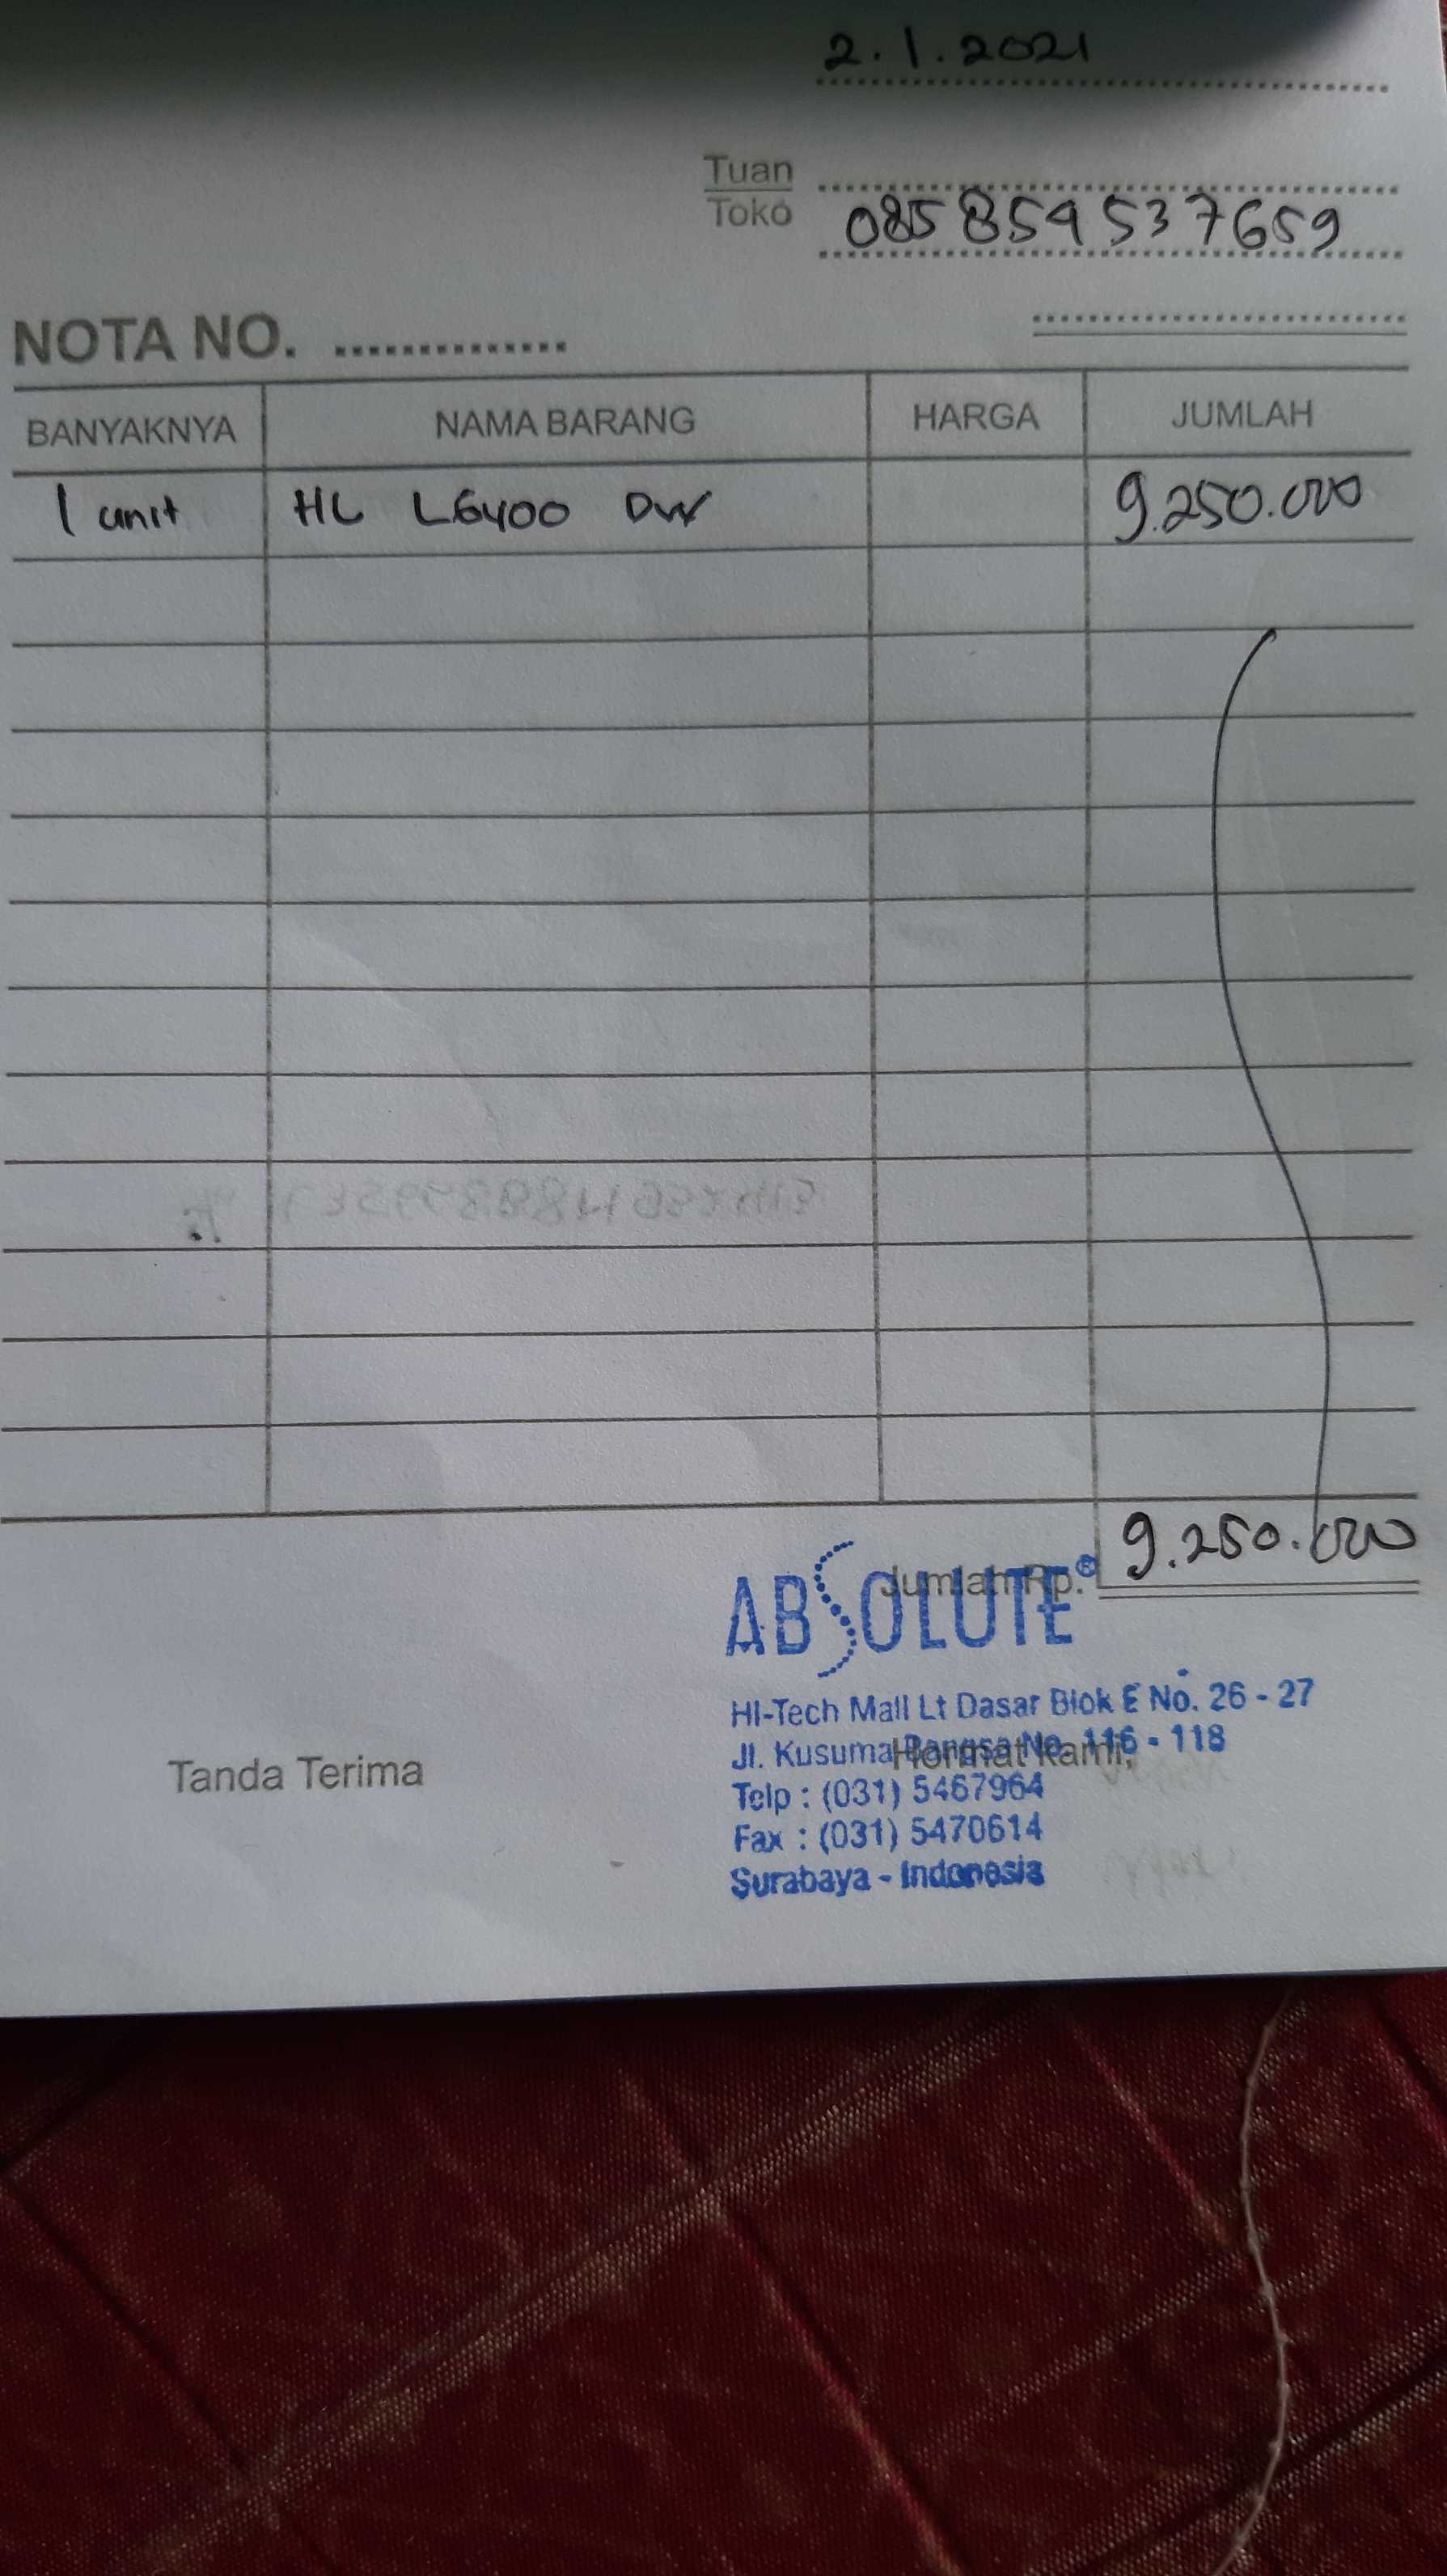 2.1.2021
Tuan
Toko 085859537659
NOTA NO. ..............
BANYAKNYA NAMA BARANG HARGA JUMLAH
1 unit HL L6400 DW 9.250.000
Jumlah Rp. 9.250.000
ABSOLUTE®
HI-Tech Mall Lt Dasar Blok E No. 26 - 27
Jl. Kusuma Bangsa No. 116 - 118
Tanda Terima Hormat kami,
Telp : (031) 5467964
Fax : (031) 5470614
Surabaya - Indonesia